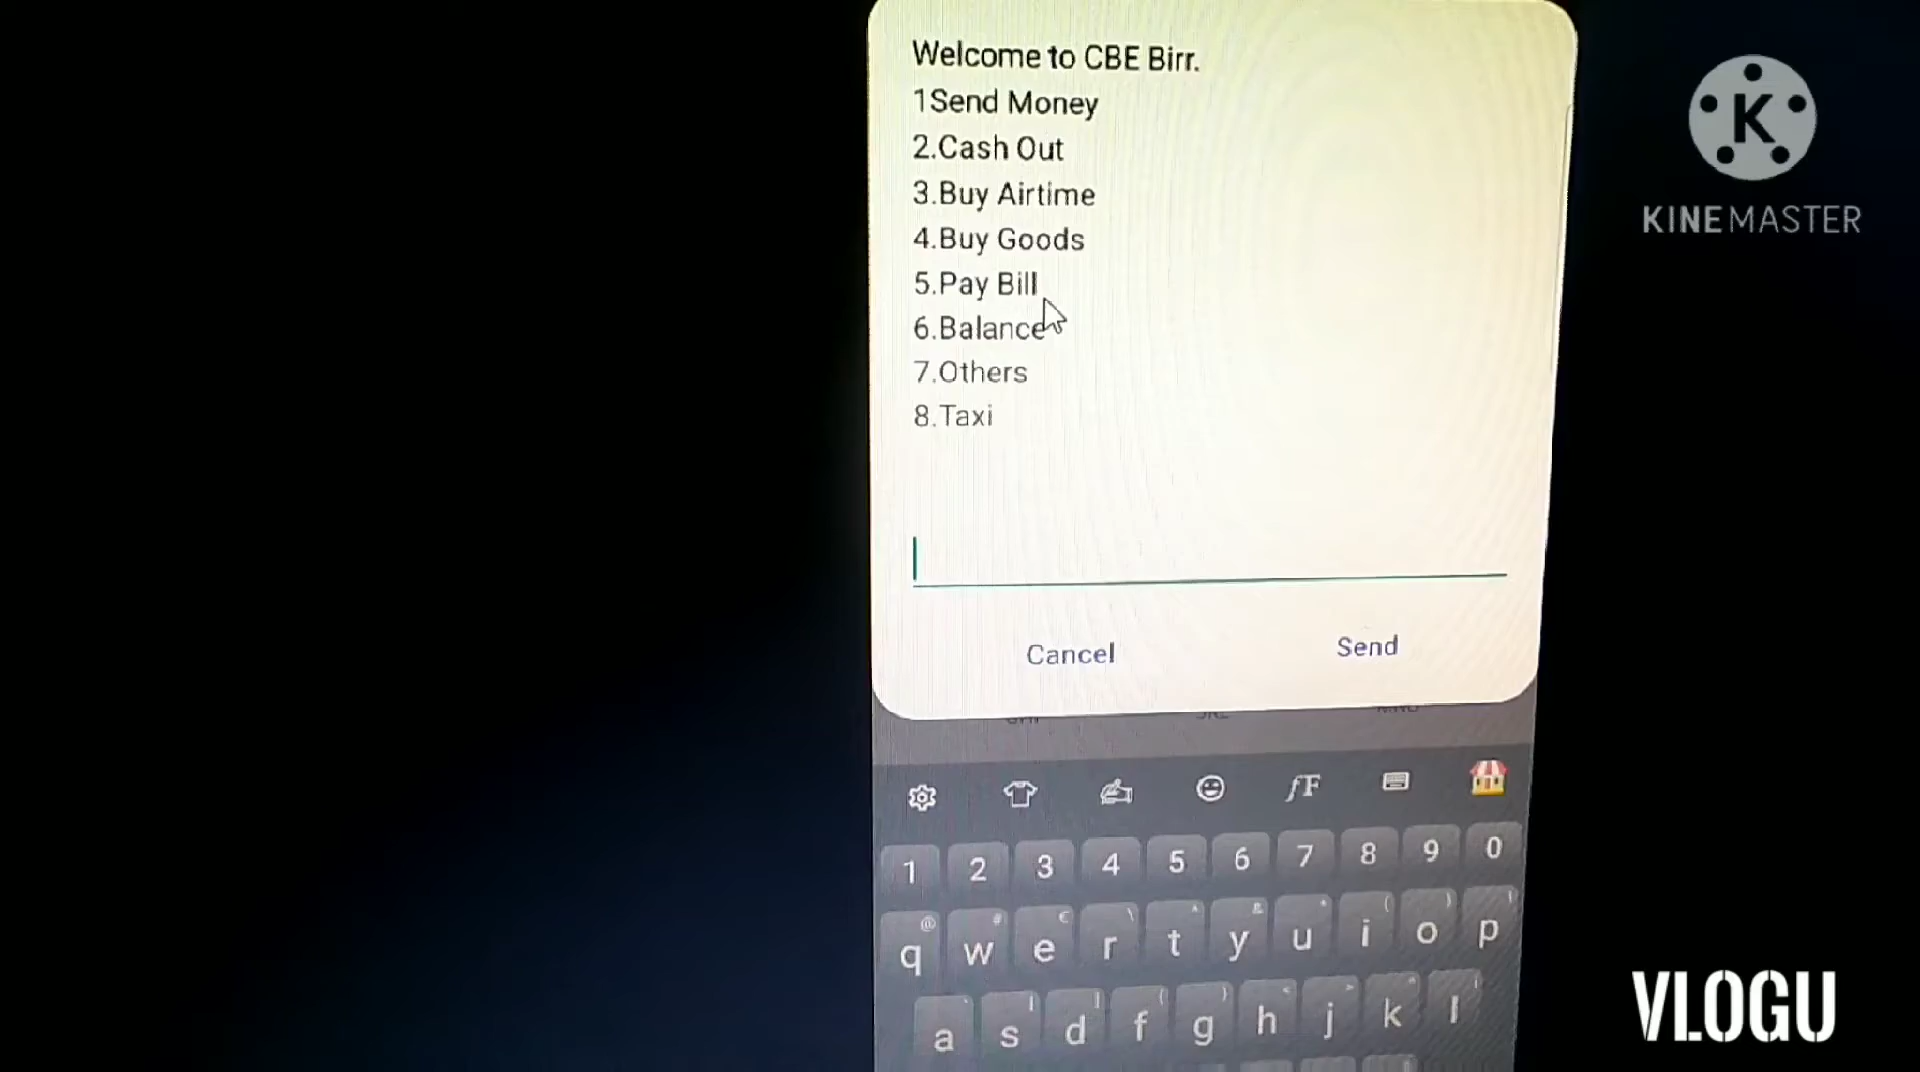 Welcome to CBE Birr.
1Send Money
2.Cash Out
3.Buy Airtime
4.Buy Goods
5.Pay Bill
6.Balance
7.Others
8.Taxi
Cancel
Send
fF
1 2 3 4 5 6 7 8 9 0
q w e r t y u i o p
a s d f g h j k l
K
KINEMASTER
VLOGU